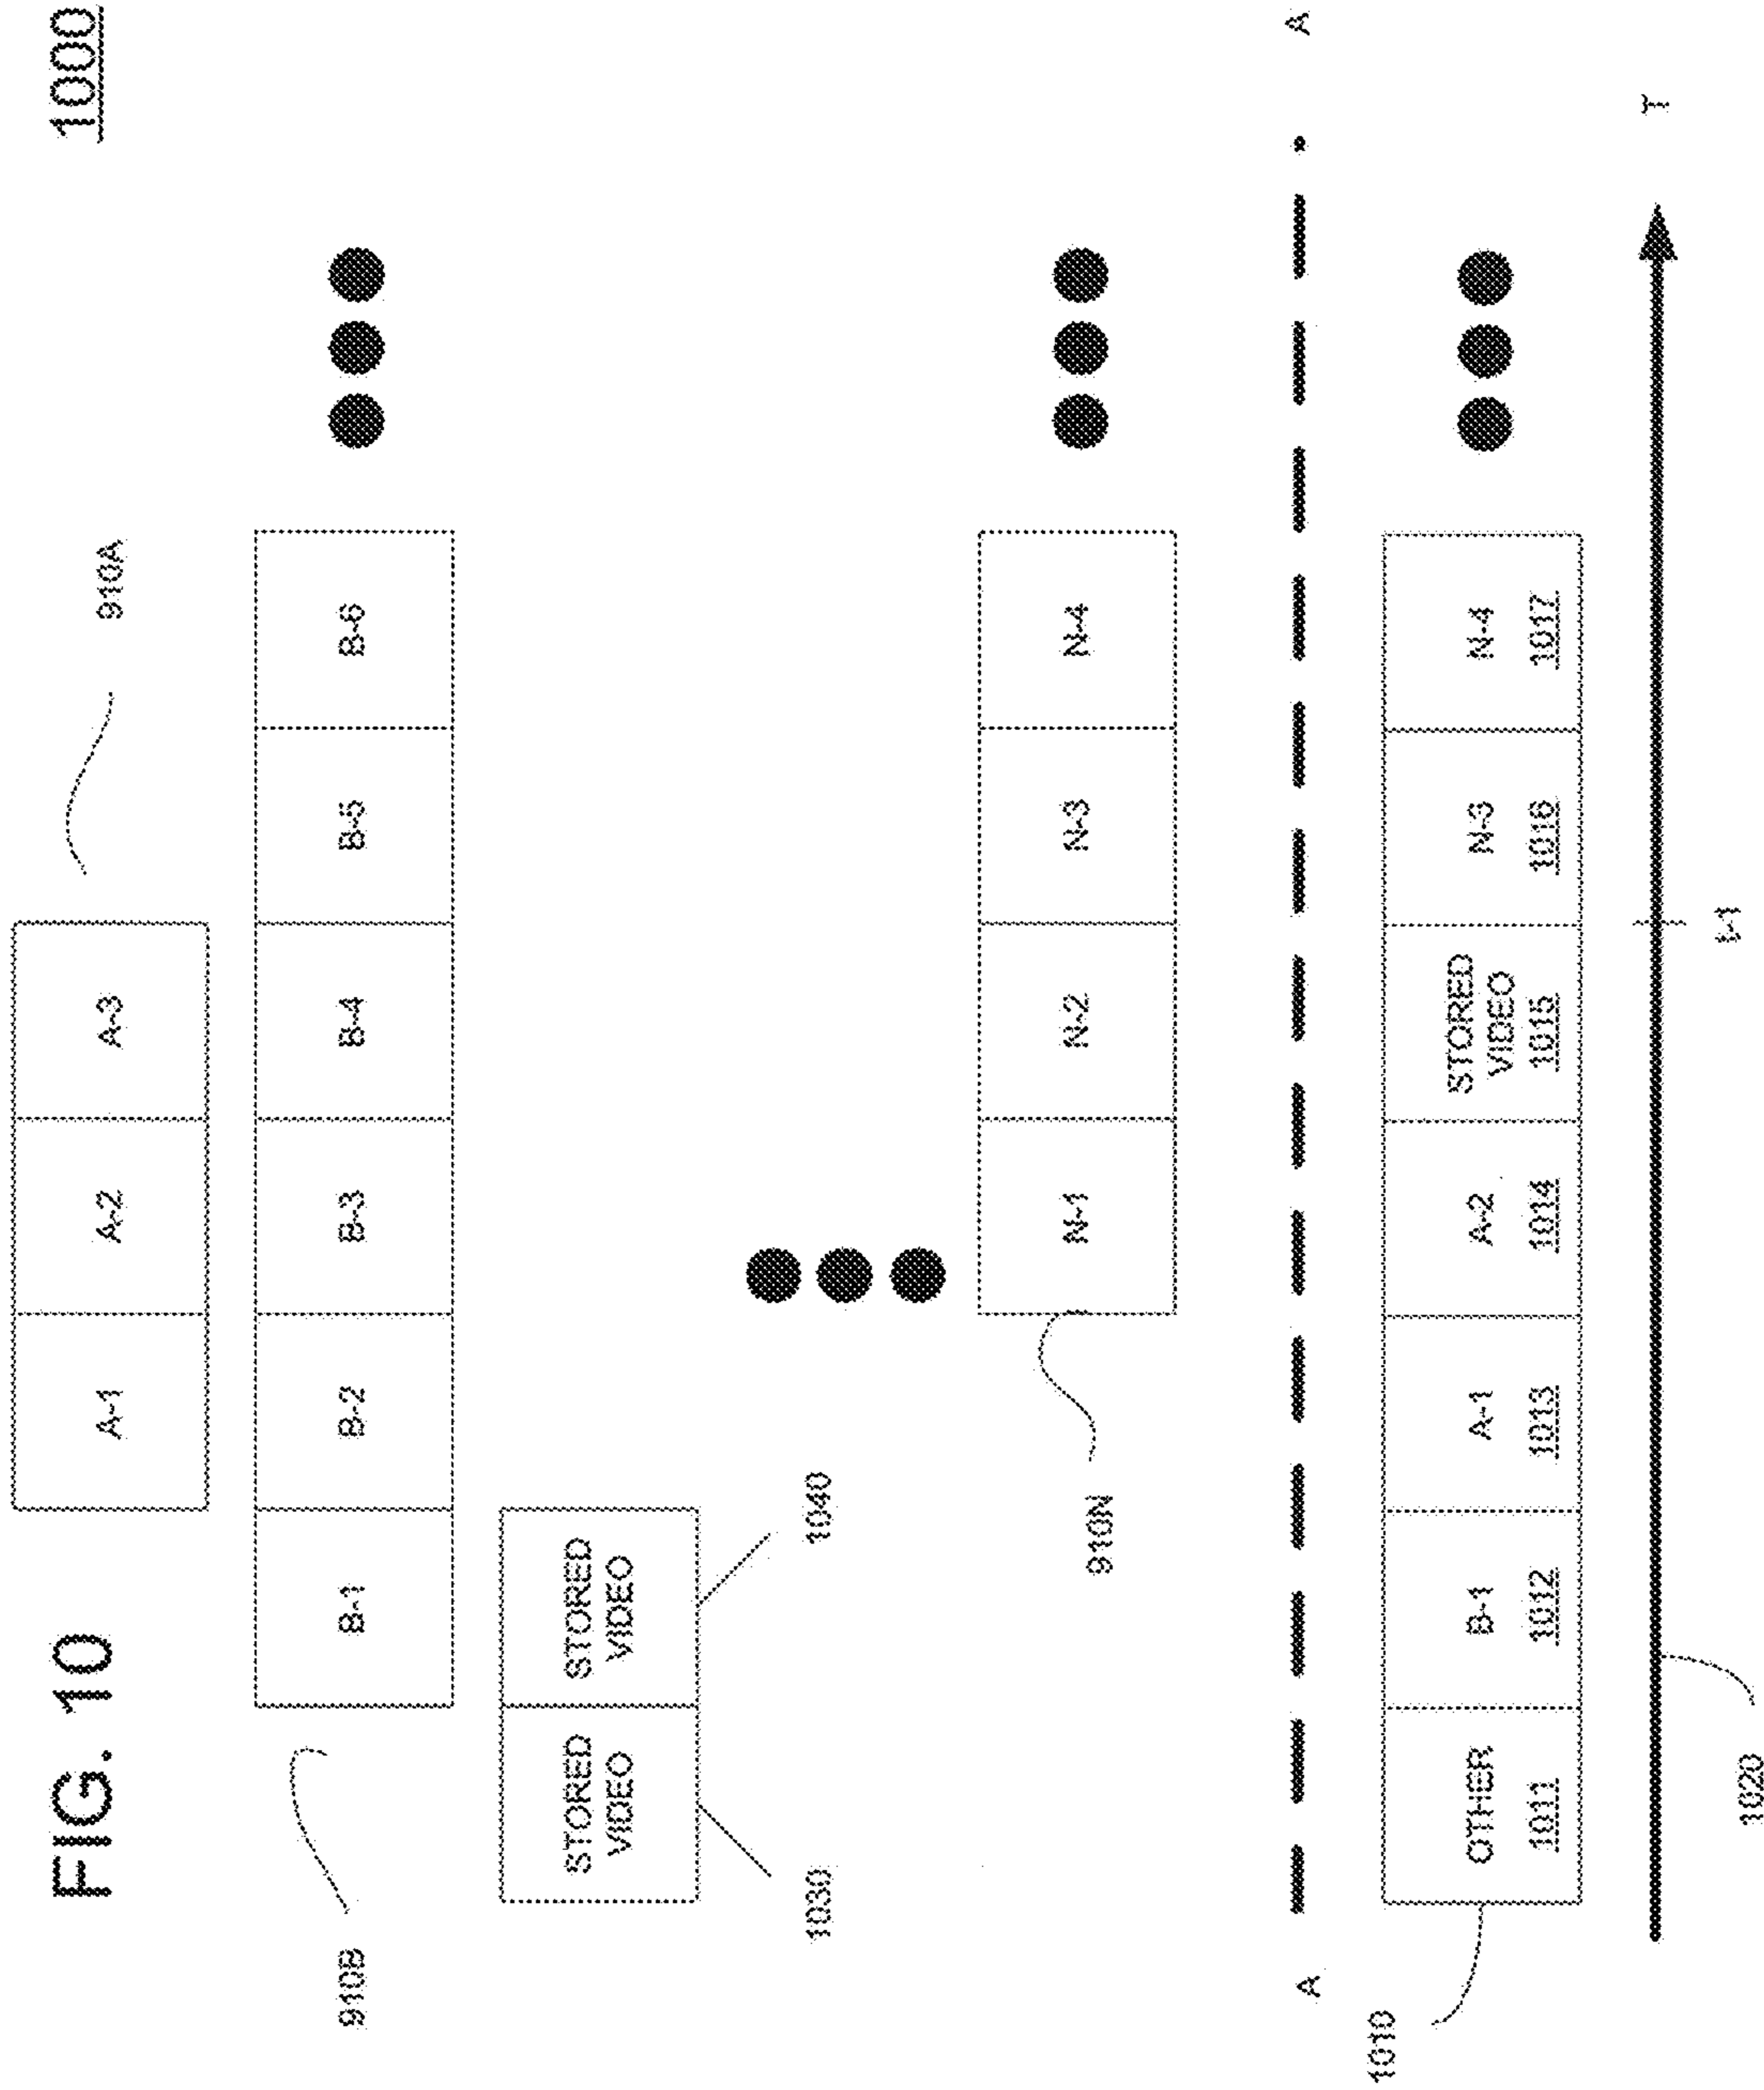 FIG. 10
1000
A-1 A-2 A-3
910A
910B
B-1 B-2 B-3 B-4 B-5 B-6
STORED VIDEO
STORED VIDEO
1030
1040
910N
N-1 N-2 N-3 N-4
A
A
1010
OTHER 1011
B-1 1012
A-1 1013
A-2 1014
STORED VIDEO 1015
N-3 1016
N-4 1017
1020
t-1
T